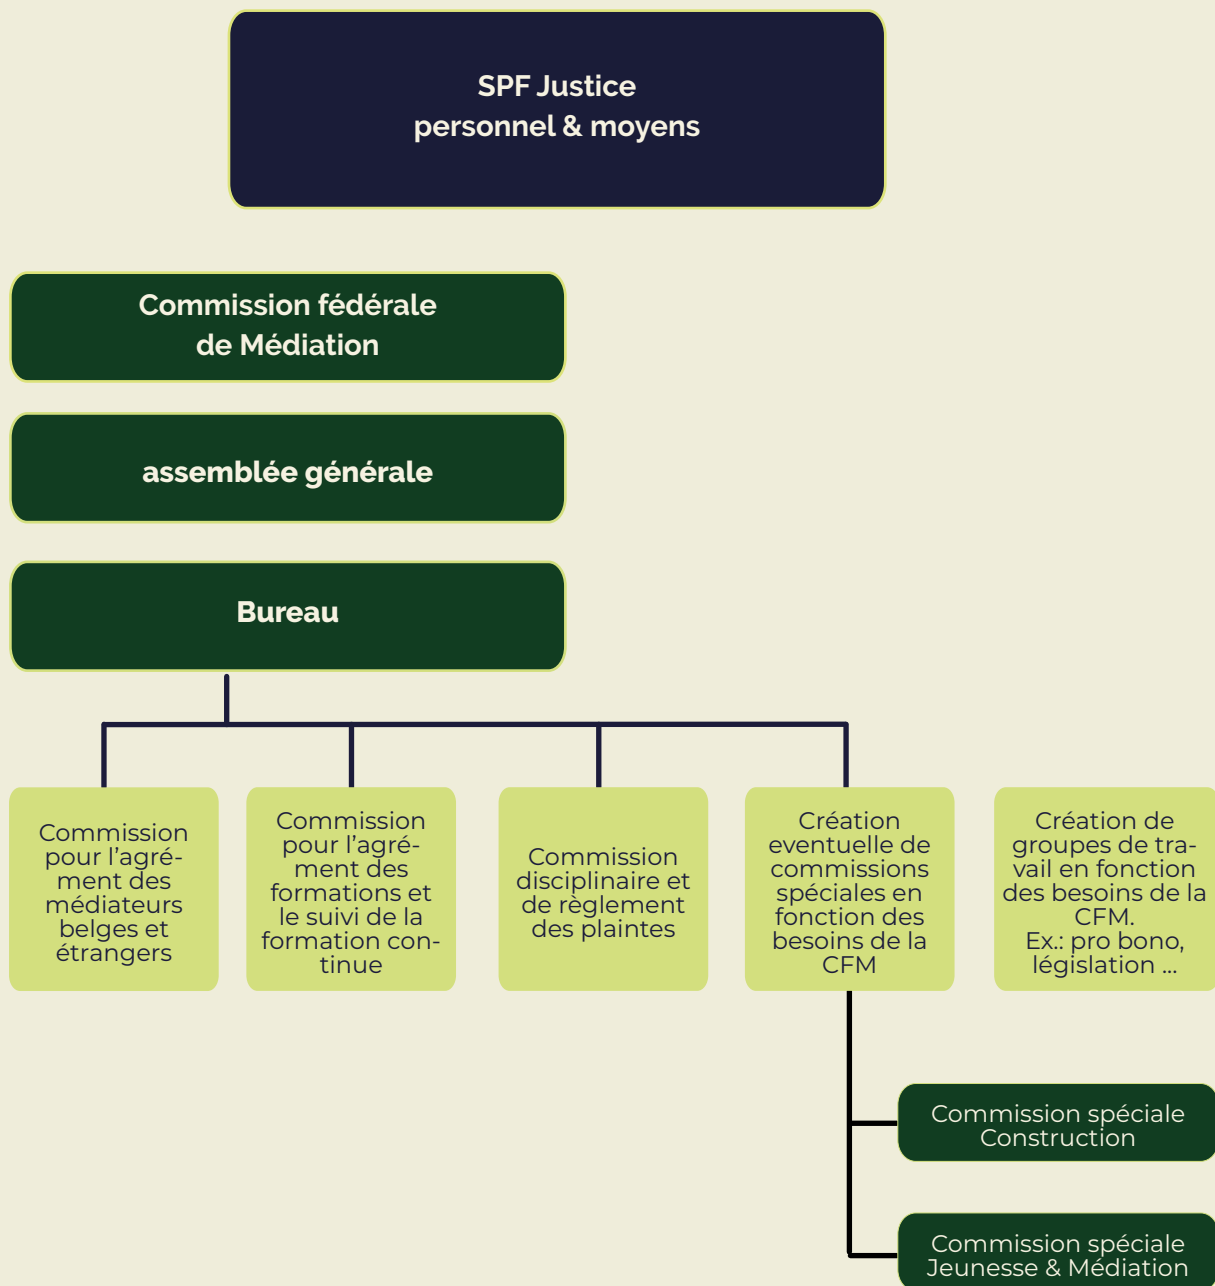 SPF Justice
personnel & moyens
Commission fédérale
de Médiation
assemblée générale
Bureau
Commission
pour l'agré-
ment des
médiateurs
belges et
étrangers
Commission
pour l'agré-
ment des
formations et
le suivi de la
formation con-
tinue
Commission
disciplinaire et
de règlement
des plaintes
Création
eventuelle de
commissions
spéciales en
fonction des
besoins de la
CFM
Création de
groupes de tra-
vail en fonction
des besoins de la
CFM.
Ex.: pro bono,
législation ...
Commission spéciale
Construction
Commission spéciale
Jeunesse & Médiation